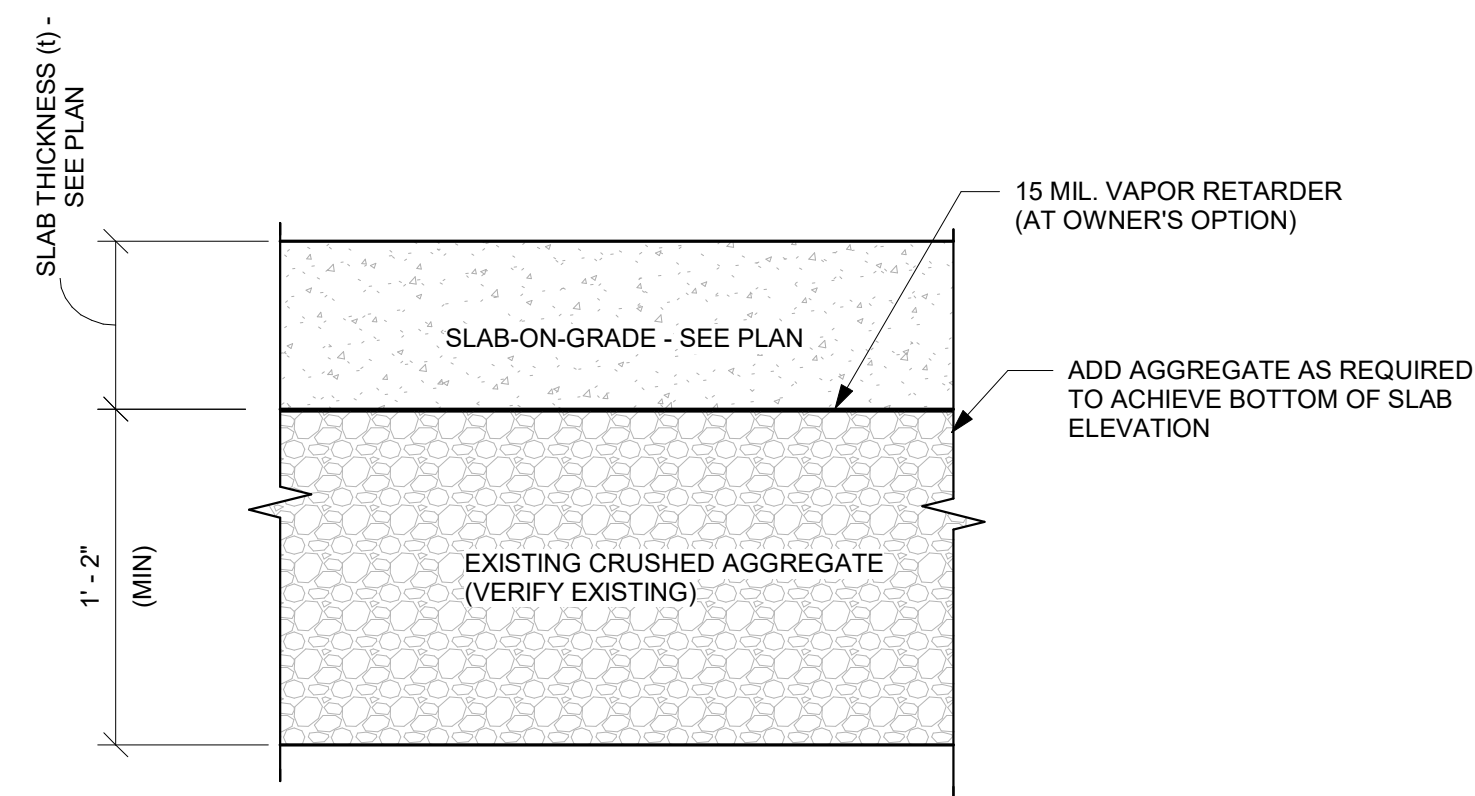 SLAB THICKNESS (t) -
SEE PLAN
15 MIL. VAPOR RETARDER
(AT OWNER'S OPTION)
SLAB-ON-GRADE - SEE PLAN
ADD AGGREGATE AS REQUIRED
TO ACHIEVE BOTTOM OF SLAB
ELEVATION
1' - 2"
(MIN)
EXISTING CRUSHED AGGREGATE
(VERIFY EXISTING)